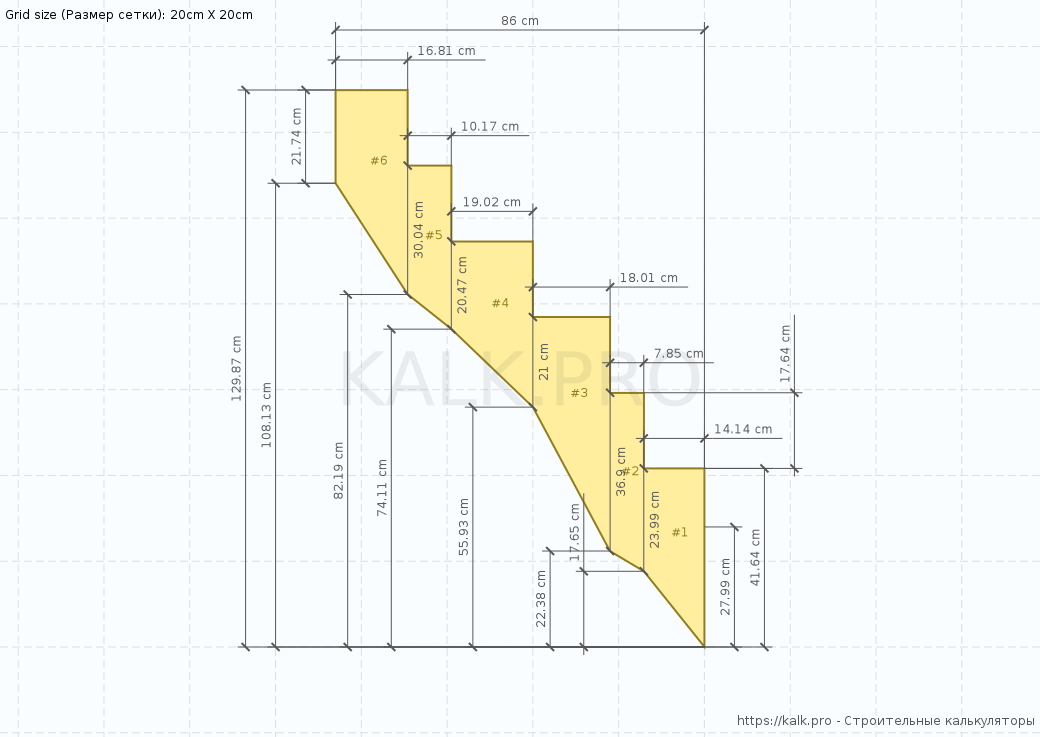 Grid size (Размер сетки): 20cm X 20cm
86 cm
16.81 cm
21.74 cm
10.17 cm
#6
19.02 cm
30.04 cm
#5
20.47 cm
#4
18.01 cm
17.64 cm
129.87 cm
108.13 cm
21 cm
7.85 cm
KALK.PRO
#3
14.14 cm
82.19 cm
74.11 cm
36.9 cm
#2
55.93 cm
17.65 cm
23.99 cm
#1
41.64 cm
22.38 cm
27.99 cm
https://kalk.pro - Строительные калькуляторы